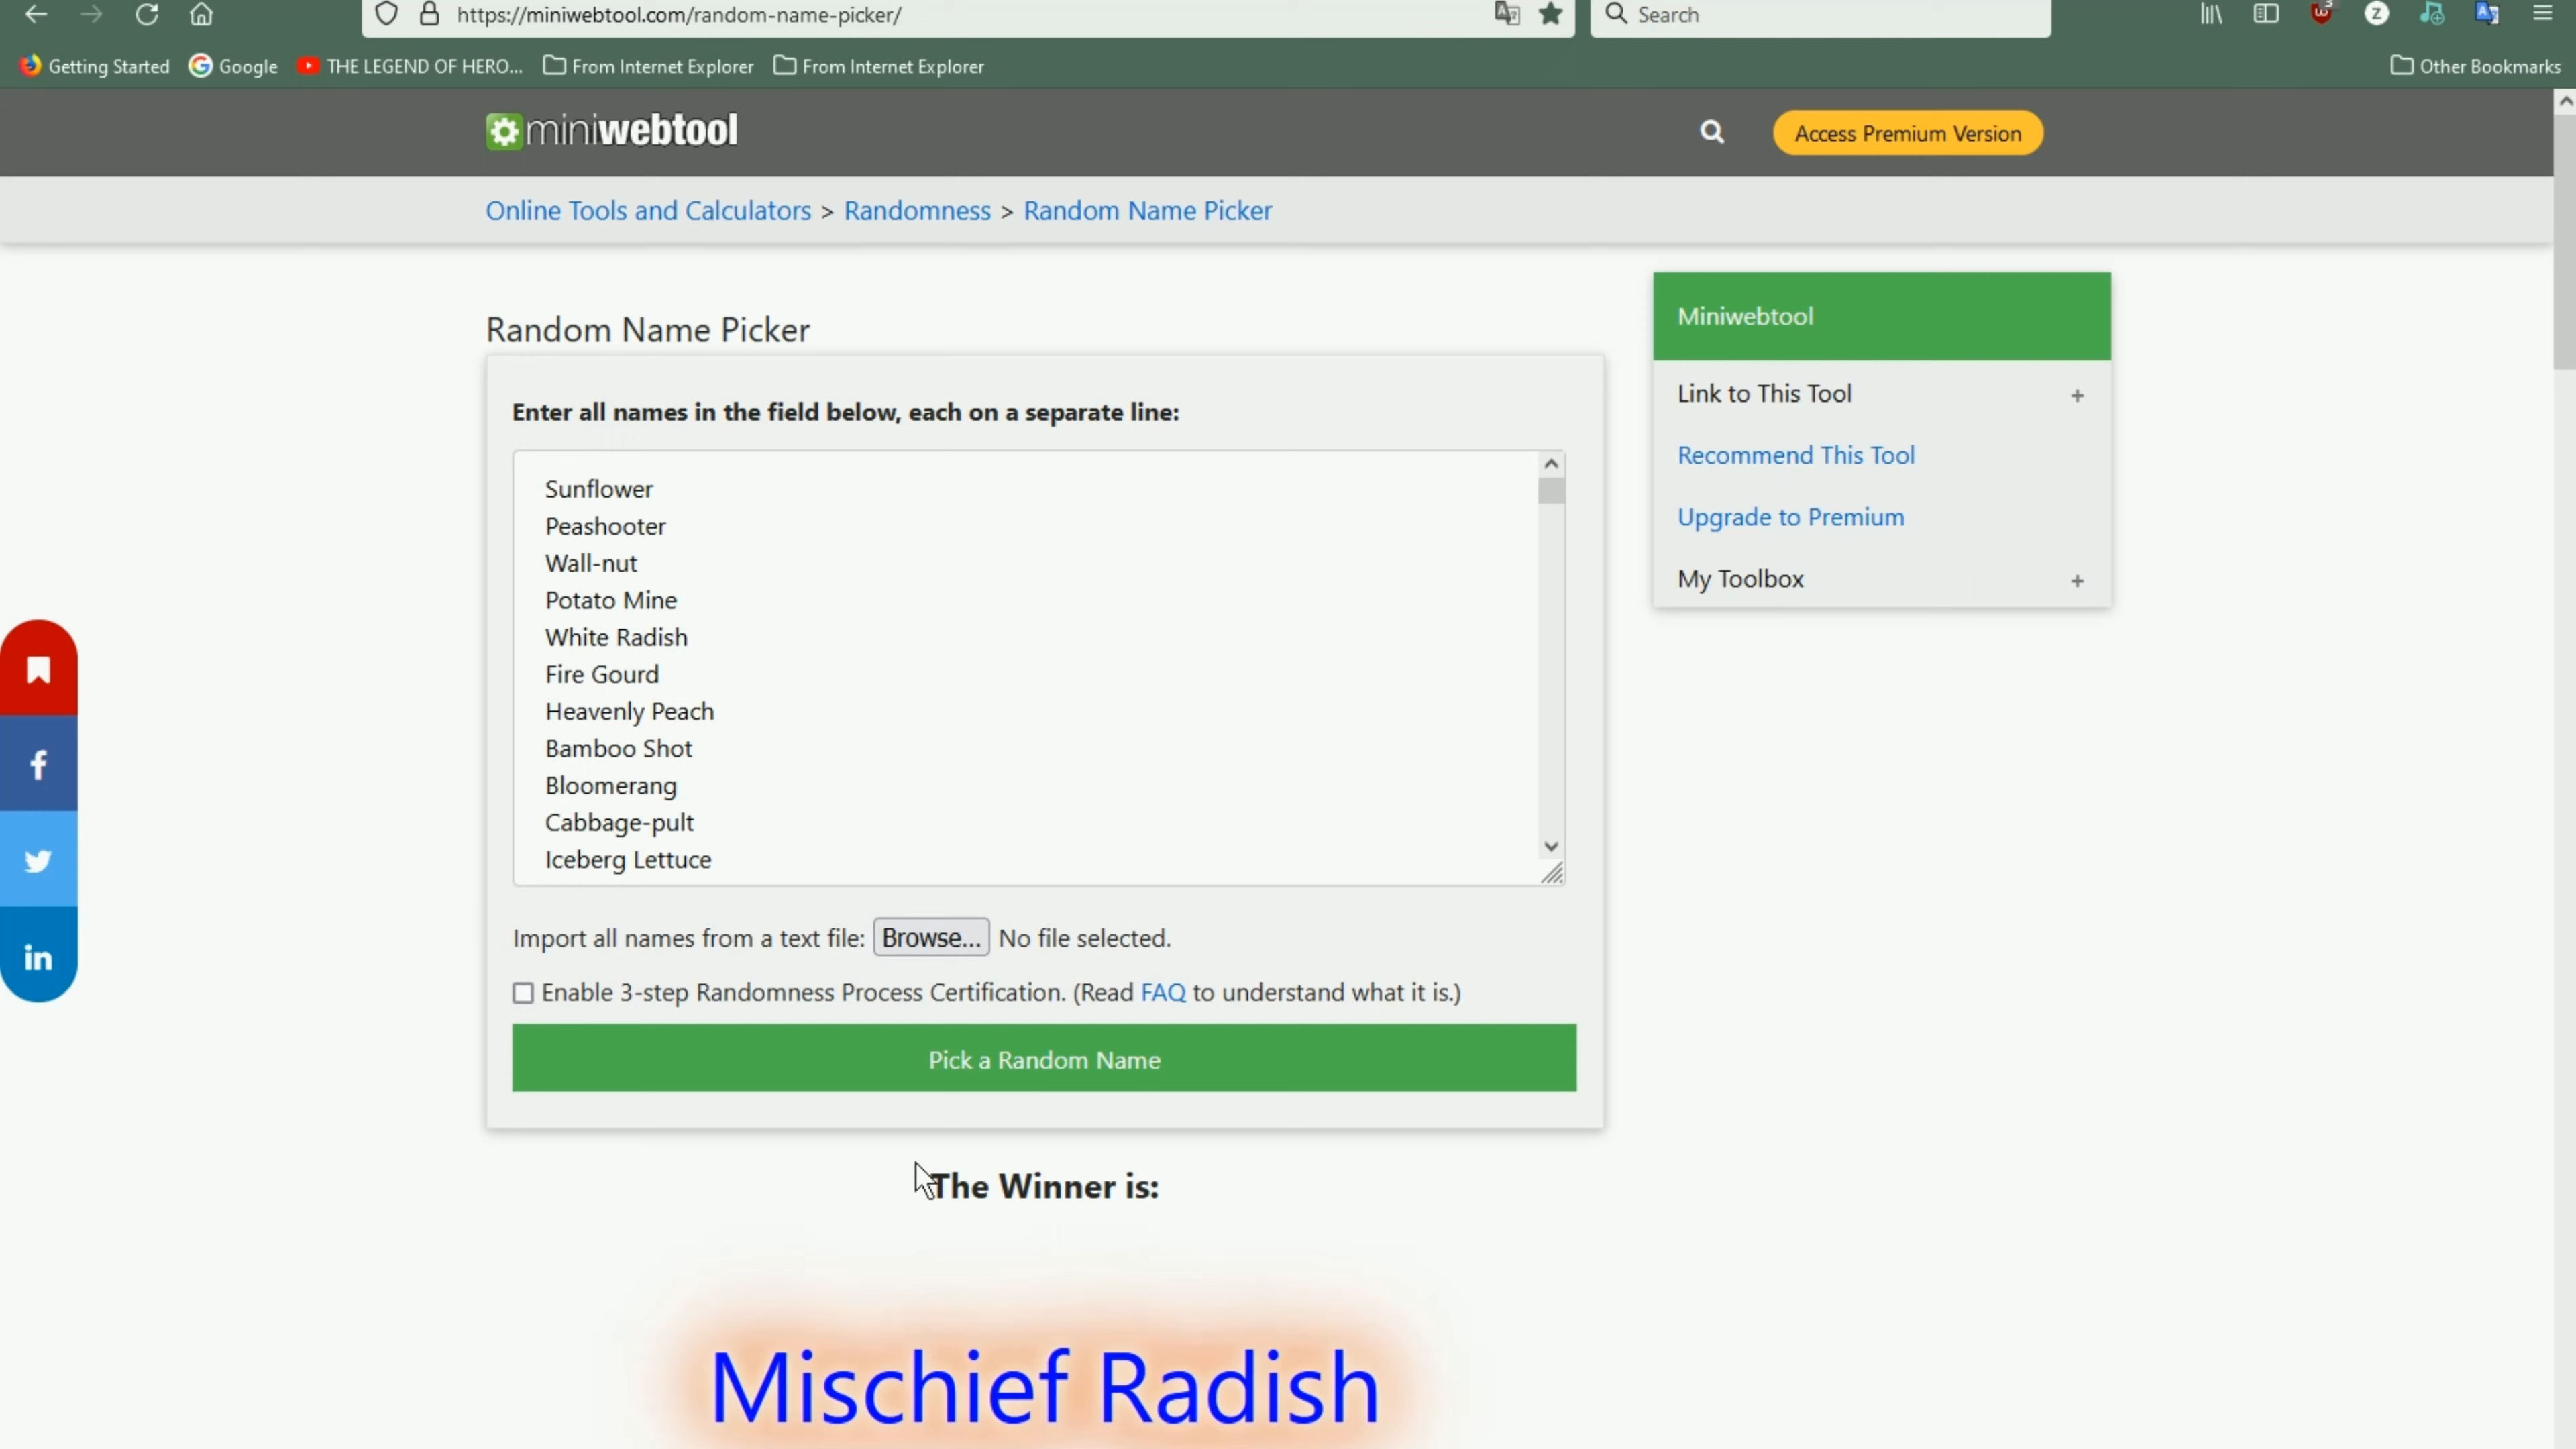 https://miniwebtool.com/random-name-picker/
Search
3
Z
Getting Started
Google
THE LEGEND OF HERO...
From Internet Explorer
From Internet Explorer
Other Bookmarks
miniwebtool
Access Premium Version
Online Tools and Calculators > Randomness > Random Name Picker
Random Name Picker
Enter all names in the field below, each on a separate line:
Sunflower
Peashooter
Wall-nut
Potato Mine
White Radish
Fire Gourd
Heavenly Peach
Bamboo Shot
Bloomerang
Cabbage-pult
Iceberg Lettuce
Import all names from a text file: Browse... No file selected.
Enable 3-step Randomness Process Certification. (Read FAQ to understand what it is.)
Pick a Random Name
The Winner is:
Mischief Radish
Miniwebtool
Link to This Tool +
Recommend This Tool
Upgrade to Premium
My Toolbox +
f
in